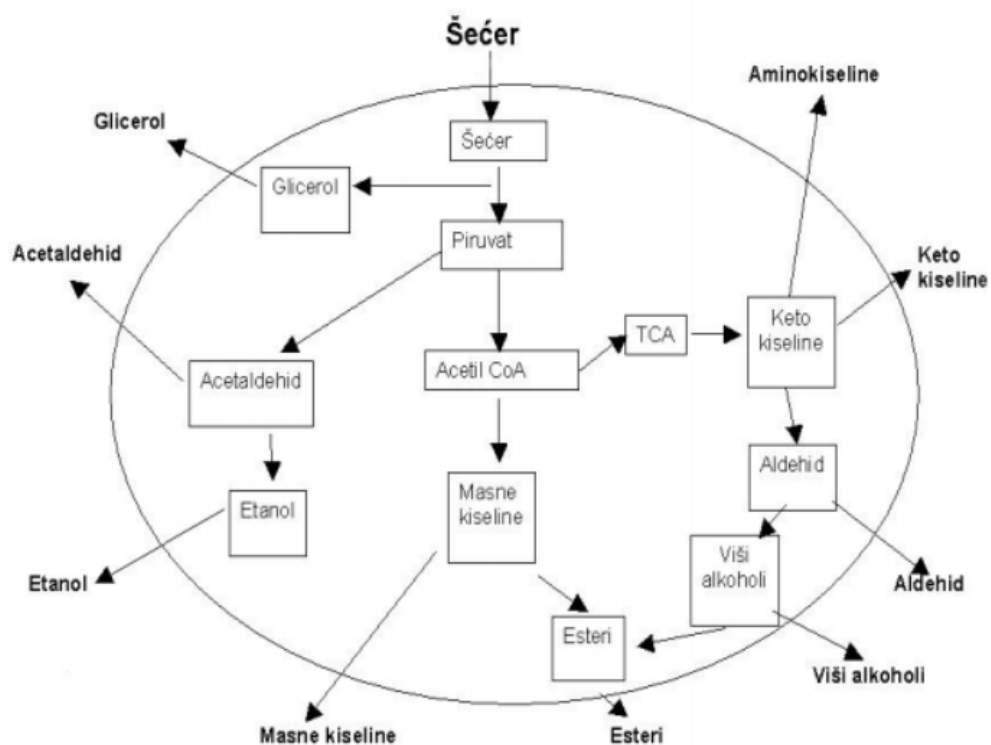 Šećer
Aminokiseline
Glicerol
Šećer
Glicerol
Piruvat
Acetaldehid
Keto
kiseline
TCA
Keto
kiseline
Acetaldehid
Acetil CoA
Aldehid
Masne
kiseline
Etanol
Viši
alkoholi
Etanol
Aldehid
Esteri
Viši alkoholi
Masne kiseline
Esteri